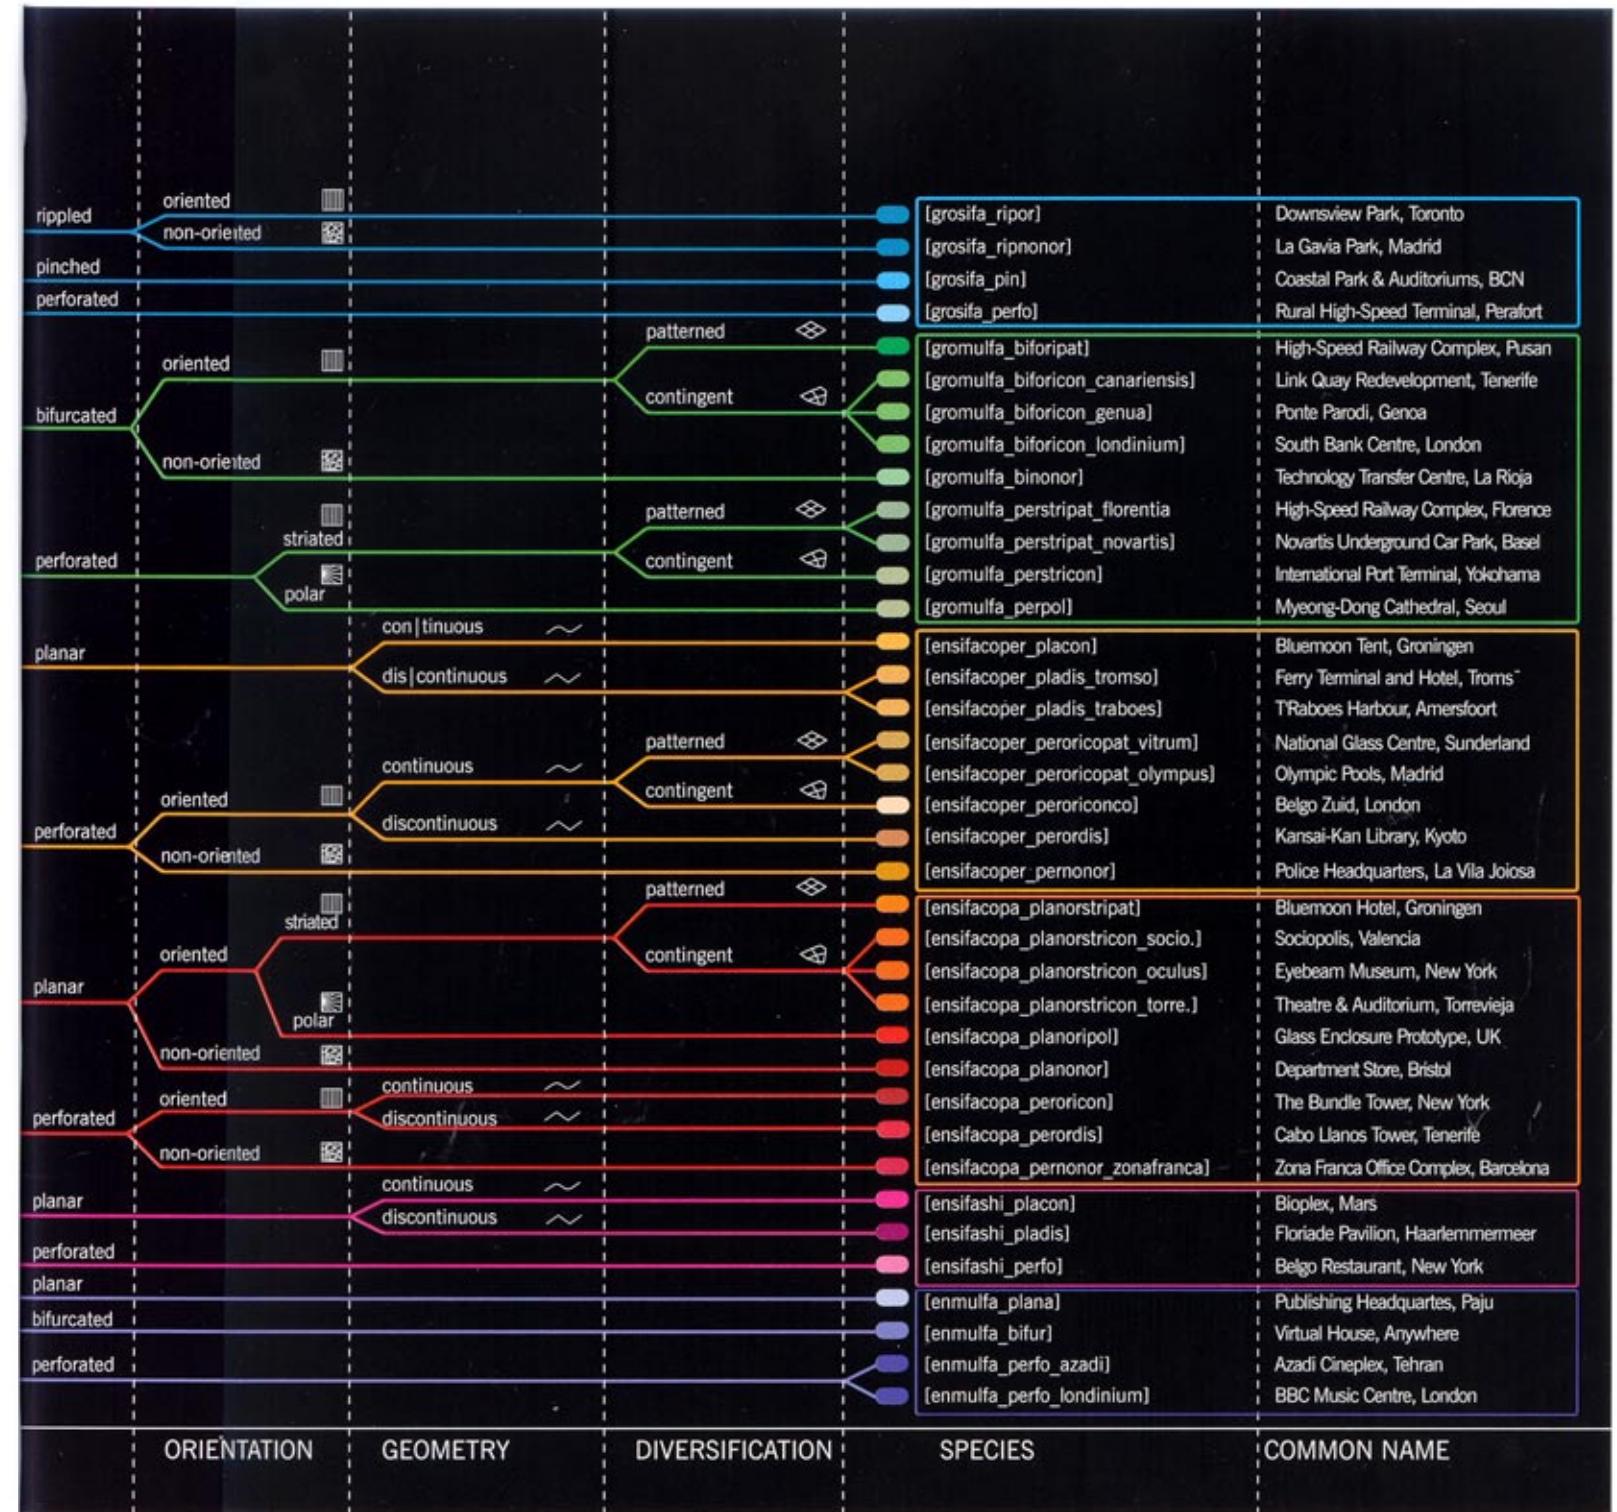 rippled
oriented
non-oriented
[grosifa_ripor] Downsview Park, Toronto
[grosifa_ripnonor] La Gavia Park, Madrid
pinched
[grosifa_pin] Coastal Park & Auditoriums, BCN
perforated
[grosifa_perfo] Rural High-Speed Terminal, Perafort
bifurcated
oriented
patterned
[gromulfa_biforipat] High-Speed Railway Complex, Pusan
contingent
[gromulfa_biforicon_canariensis] Link Quay Redevelopment, Tenerife
[gromulfa_biforicon_genua] Ponte Parodi, Genoa
[gromulfa_biforicon_londinium] South Bank Centre, London
non-oriented
[gromulfa_binonor] Technology Transfer Centre, La Rioja
perforated
striated
patterned
[gromulfa_perstripat_florentia High-Speed Railway Complex, Florence
[gromulfa_perstripat_novartis] Novartis Underground Car Park, Basel
contingent
[gromulfa_perstricon] International Port Terminal, Yokohama
polar
[gromulfa_perpol] Myeong-Dong Cathedral, Seoul
planar
con|tinuous
[ensifacoper_placon] Bluemoon Tent, Groningen
dis|continuous
[ensifacoper_pladis_tromso] Ferry Terminal and Hotel, Troms˜
[ensifacoper_pladis_traboes] T'Raboes Harbour, Amersfoort
perforated
oriented
continuous
patterned
[ensifacoper_peroricopat_vitrum] National Glass Centre, Sunderland
[ensifacoper_peroricopat_olympus] Olympic Pools, Madrid
contingent
[ensifacoper_peroriconco] Belgo Zuid, London
discontinuous
[ensifacoper_perordis] Kansai-Kan Library, Kyoto
non-oriented
[ensifacoper_pernonor] Police Headquarters, La Vila Joiosa
planar
oriented
striated
patterned
[ensifacopa_planorstripat] Bluemoon Hotel, Groningen
contingent
[ensifacopa_planorstricon_socio.] Sociopolis, Valencia
[ensifacopa_planorstricon_oculus] Eyebeam Museum, New York
[ensifacopa_planorstricon_torre.] Theatre & Auditorium, Torrevieja
polar
[ensifacopa_planoripol] Glass Enclosure Prototype, UK
non-oriented
[ensifacopa_planonor] Department Store, Bristol
perforated
oriented
continuous
[ensifacopa_peroricon] The Bundle Tower, New York
discontinuous
[ensifacopa_perordis] Cabo Llanos Tower, Tenerife
non-oriented
[ensifacopa_pernonor_zonafranca] Zona Franca Office Complex, Barcelona
planar
continuous
[ensifashi_placon] Bioplex, Mars
discontinuous
[ensifashi_pladis] Floriade Pavilion, Haarlemmermeer
perforated
[ensifashi_perfo] Belgo Restaurant, New York
planar
[enmulfa_plana] Publishing Headquartes, Paju
bifurcated
[enmulfa_bifur] Virtual House, Anywhere
perforated
[enmulfa_perfo_azadi] Azadi Cineplex, Tehran
[enmulfa_perfo_londinium] BBC Music Centre, London
ORIENTATION GEOMETRY DIVERSIFICATION SPECIES COMMON NAME